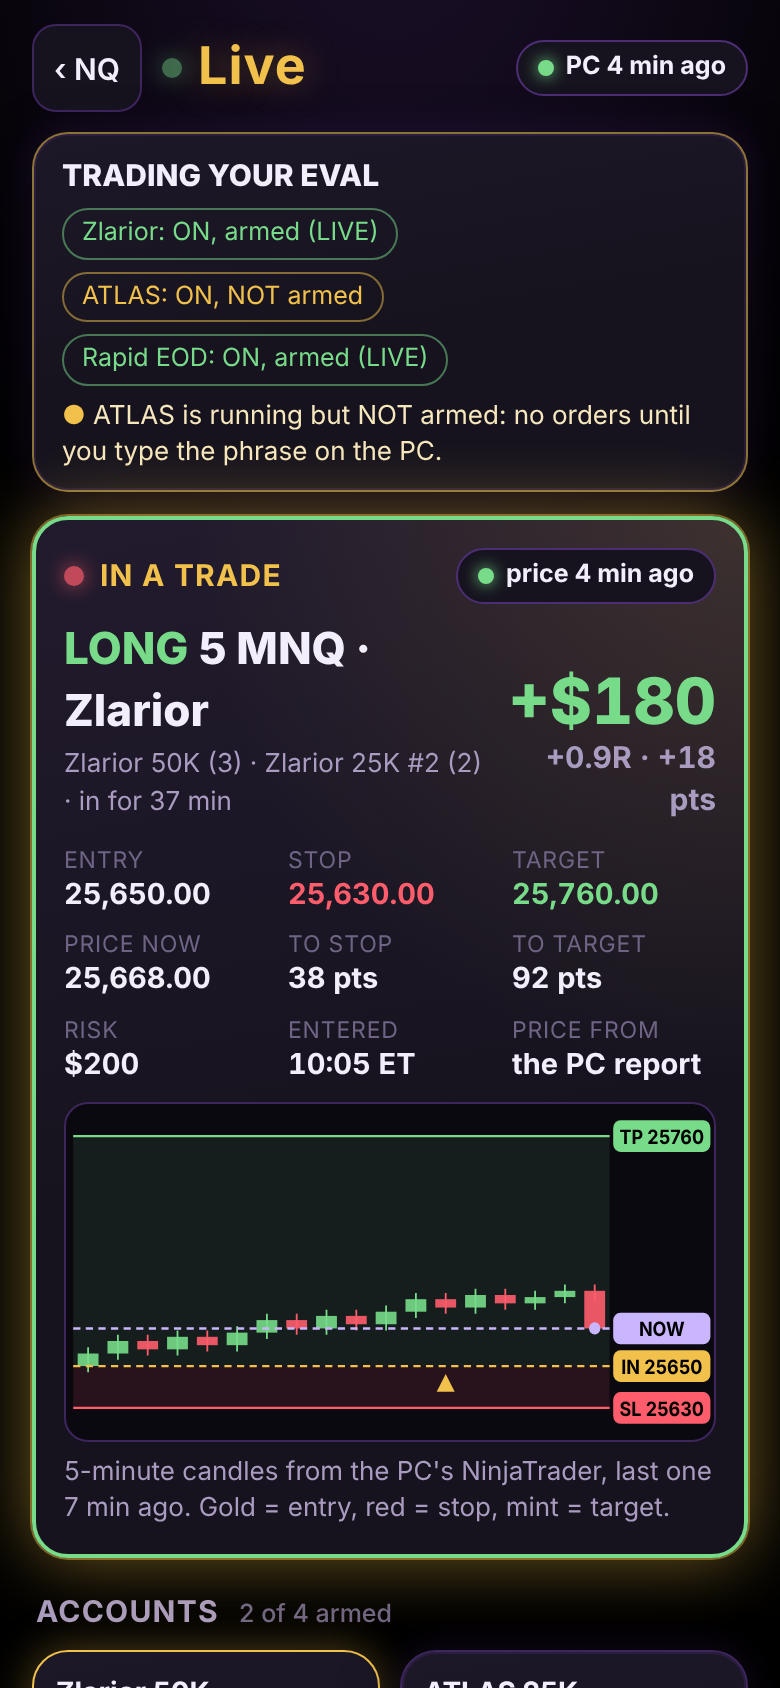 ‹ NQ
Live
PC 4 min ago
TRADING YOUR EVAL
Zlarior: ON, armed (LIVE)
ATLAS: ON, NOT armed
Rapid EOD: ON, armed (LIVE)
ATLAS is running but NOT armed: no orders until
you type the phrase on the PC.
IN A TRADE
price 4 min ago
LONG 5 MNQ ·
Zlarior
+$180
Zlarior 50K (3) · Zlarior 25K #2 (2)
· in for 37 min
+0.9R · +18
pts
ENTRY STOP TARGET
25,650.00 25,630.00 25,760.00
PRICE NOW TO STOP TO TARGET
25,668.00 38 pts 92 pts
RISK ENTERED PRICE FROM
$200 10:05 ET the PC report
TP 25760
NOW
IN 25650
SL 25630
5-minute candles from the PC's NinjaTrader, last one
7 min ago. Gold = entry, red = stop, mint = target.
ACCOUNTS 2 of 4 armed
Zlarior 50K ATLAS 25K